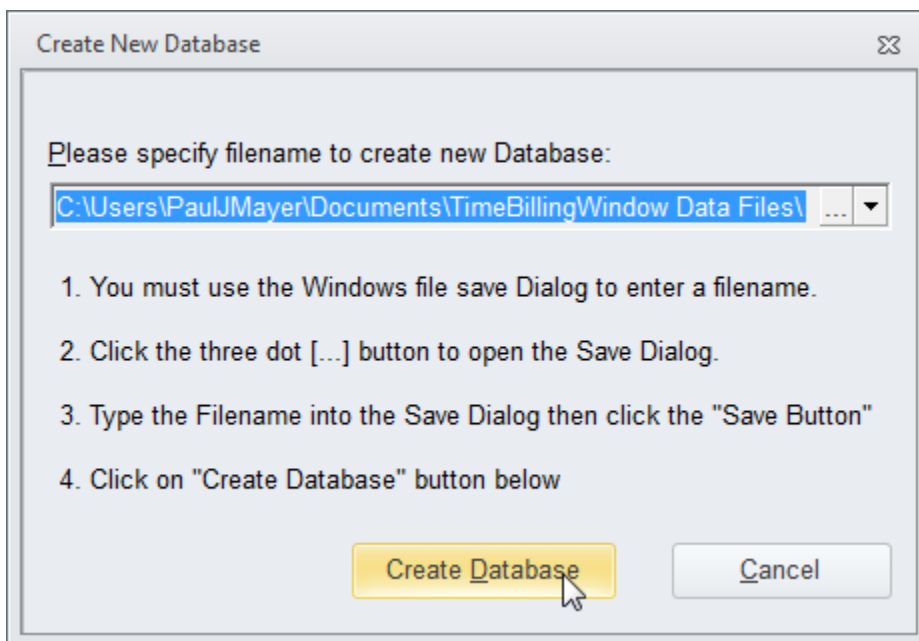 Create New Database
Please specify filename to create new Database:
C:\Users\PaulJMayer\Documents\TimeBillingWindow Data Files\ ...
1. You must use the Windows file save Dialog to enter a filename.
2. Click the three dot [...] button to open the Save Dialog.
3. Type the Filename into the Save Dialog then click the "Save Button"
4. Click on "Create Database" button below
Create Database Cancel